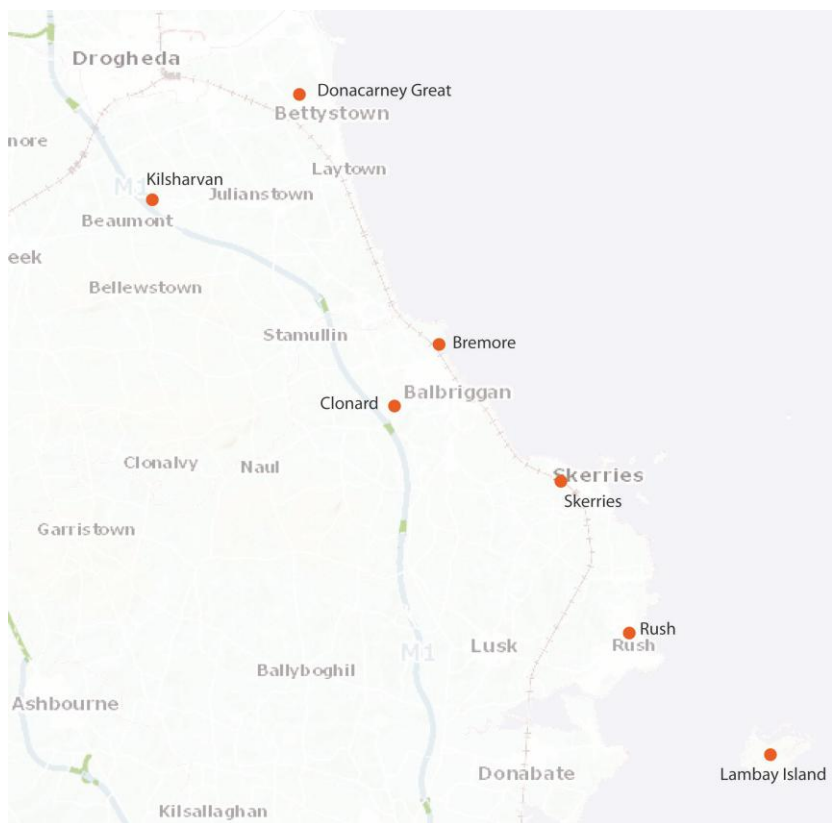 Drogheda
Donacarney Great
Bettystown
nore
Laytown
Kilsharvan
M1
Julianstown
Beaumont
eek
Bellewstown
Stamullin
Bremore
Balbriggan
Clonard
Clonalvy
Naul
Skerries
Skerries
Garristown
Rush
Lusk
Rush
M1
Ballyboghil
Ashbourne
Donabate
Lambay Island
Kilsallaghan